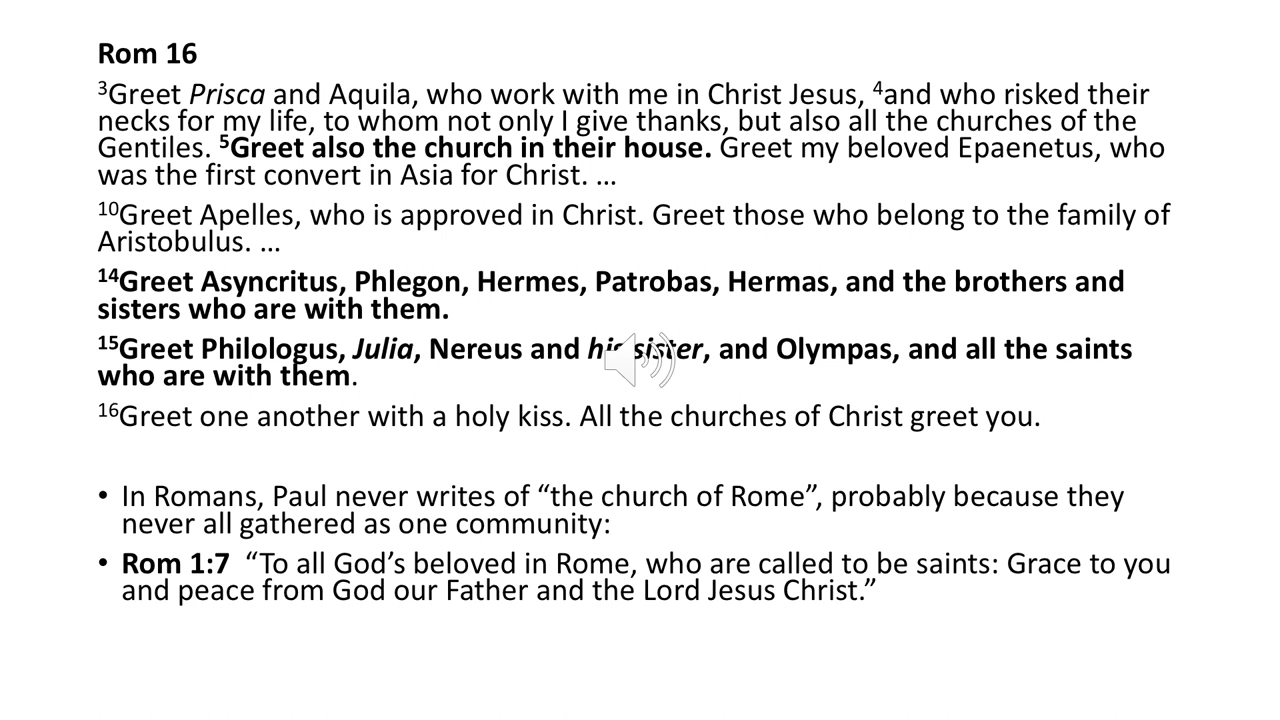 Rom 16
³Greet Prisca and Aquila, who work with me in Christ Jesus, ⁴and who risked their
necks for my life, to whom not only I give thanks, but also all the churches of the
Gentiles. ⁵Greet also the church in their house. Greet my beloved Epaenetus, who
was the first convert in Asia for Christ. …
¹⁰Greet Apelles, who is approved in Christ. Greet those who belong to the family of
Aristobulus. …
¹⁴Greet Asyncritus, Phlegon, Hermes, Patrobas, Hermas, and the brothers and
sisters who are with them.
¹⁵Greet Philologus, Julia, Nereus and his sister, and Olympas, and all the saints
who are with them.
¹⁶Greet one another with a holy kiss. All the churches of Christ greet you.
• In Romans, Paul never writes of “the church of Rome”, probably because they
never all gathered as one community:
• Rom 1:7 “To all God’s beloved in Rome, who are called to be saints: Grace to you
and peace from God our Father and the Lord Jesus Christ.”